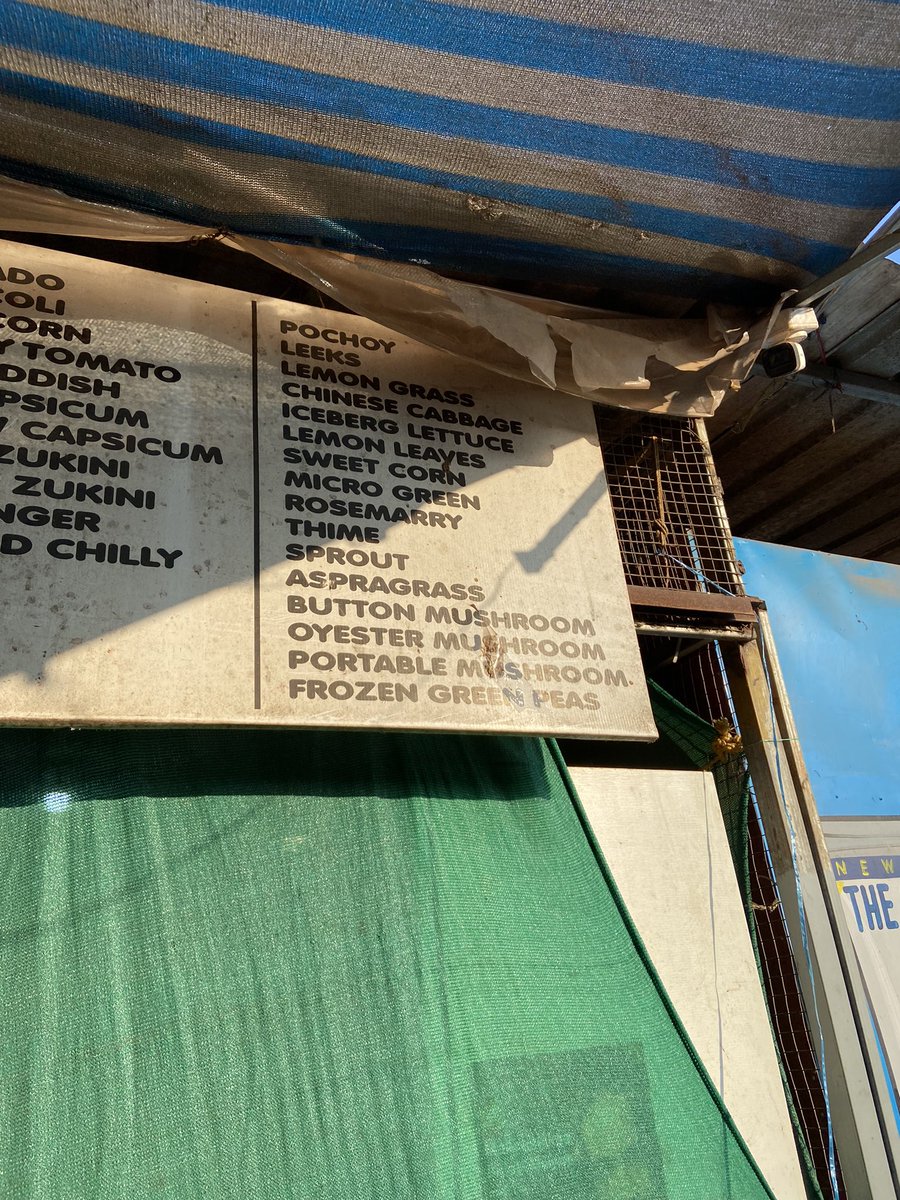 ADO
COLI
CORN
Y TOMATO
DDISH
PSICUM
CAPSICUM
ZUKINI
ZUKINI
NGER
D CHILLY
POCHOY
LEEKS
LEMON GRASS
CHINESE CABBAGE
ICEBERG LETTUCE
LEMON LEAVES
SWEET CORN
MICRO GREEN
ROSEMARRY
THIME
SPROUT
ASPRAGRASS
BUTTON MUSHROOM
OYESTER MUSHROOM
PORTABLE MUSHROOM.
FROZEN GREEN PEAS
NEW
THE